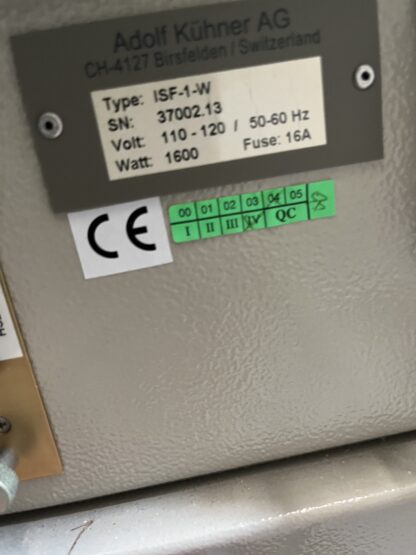 Adolf Kühner AG
CH-4127 Birsfelden / Switzerland
Type: ISF-1-W
SN: 37002.13
Volt: 110 - 120 / 50-60 Hz
Watt: 1600 Fuse: 16A
CE
00 01 02 03 04 05
I II III IV QC